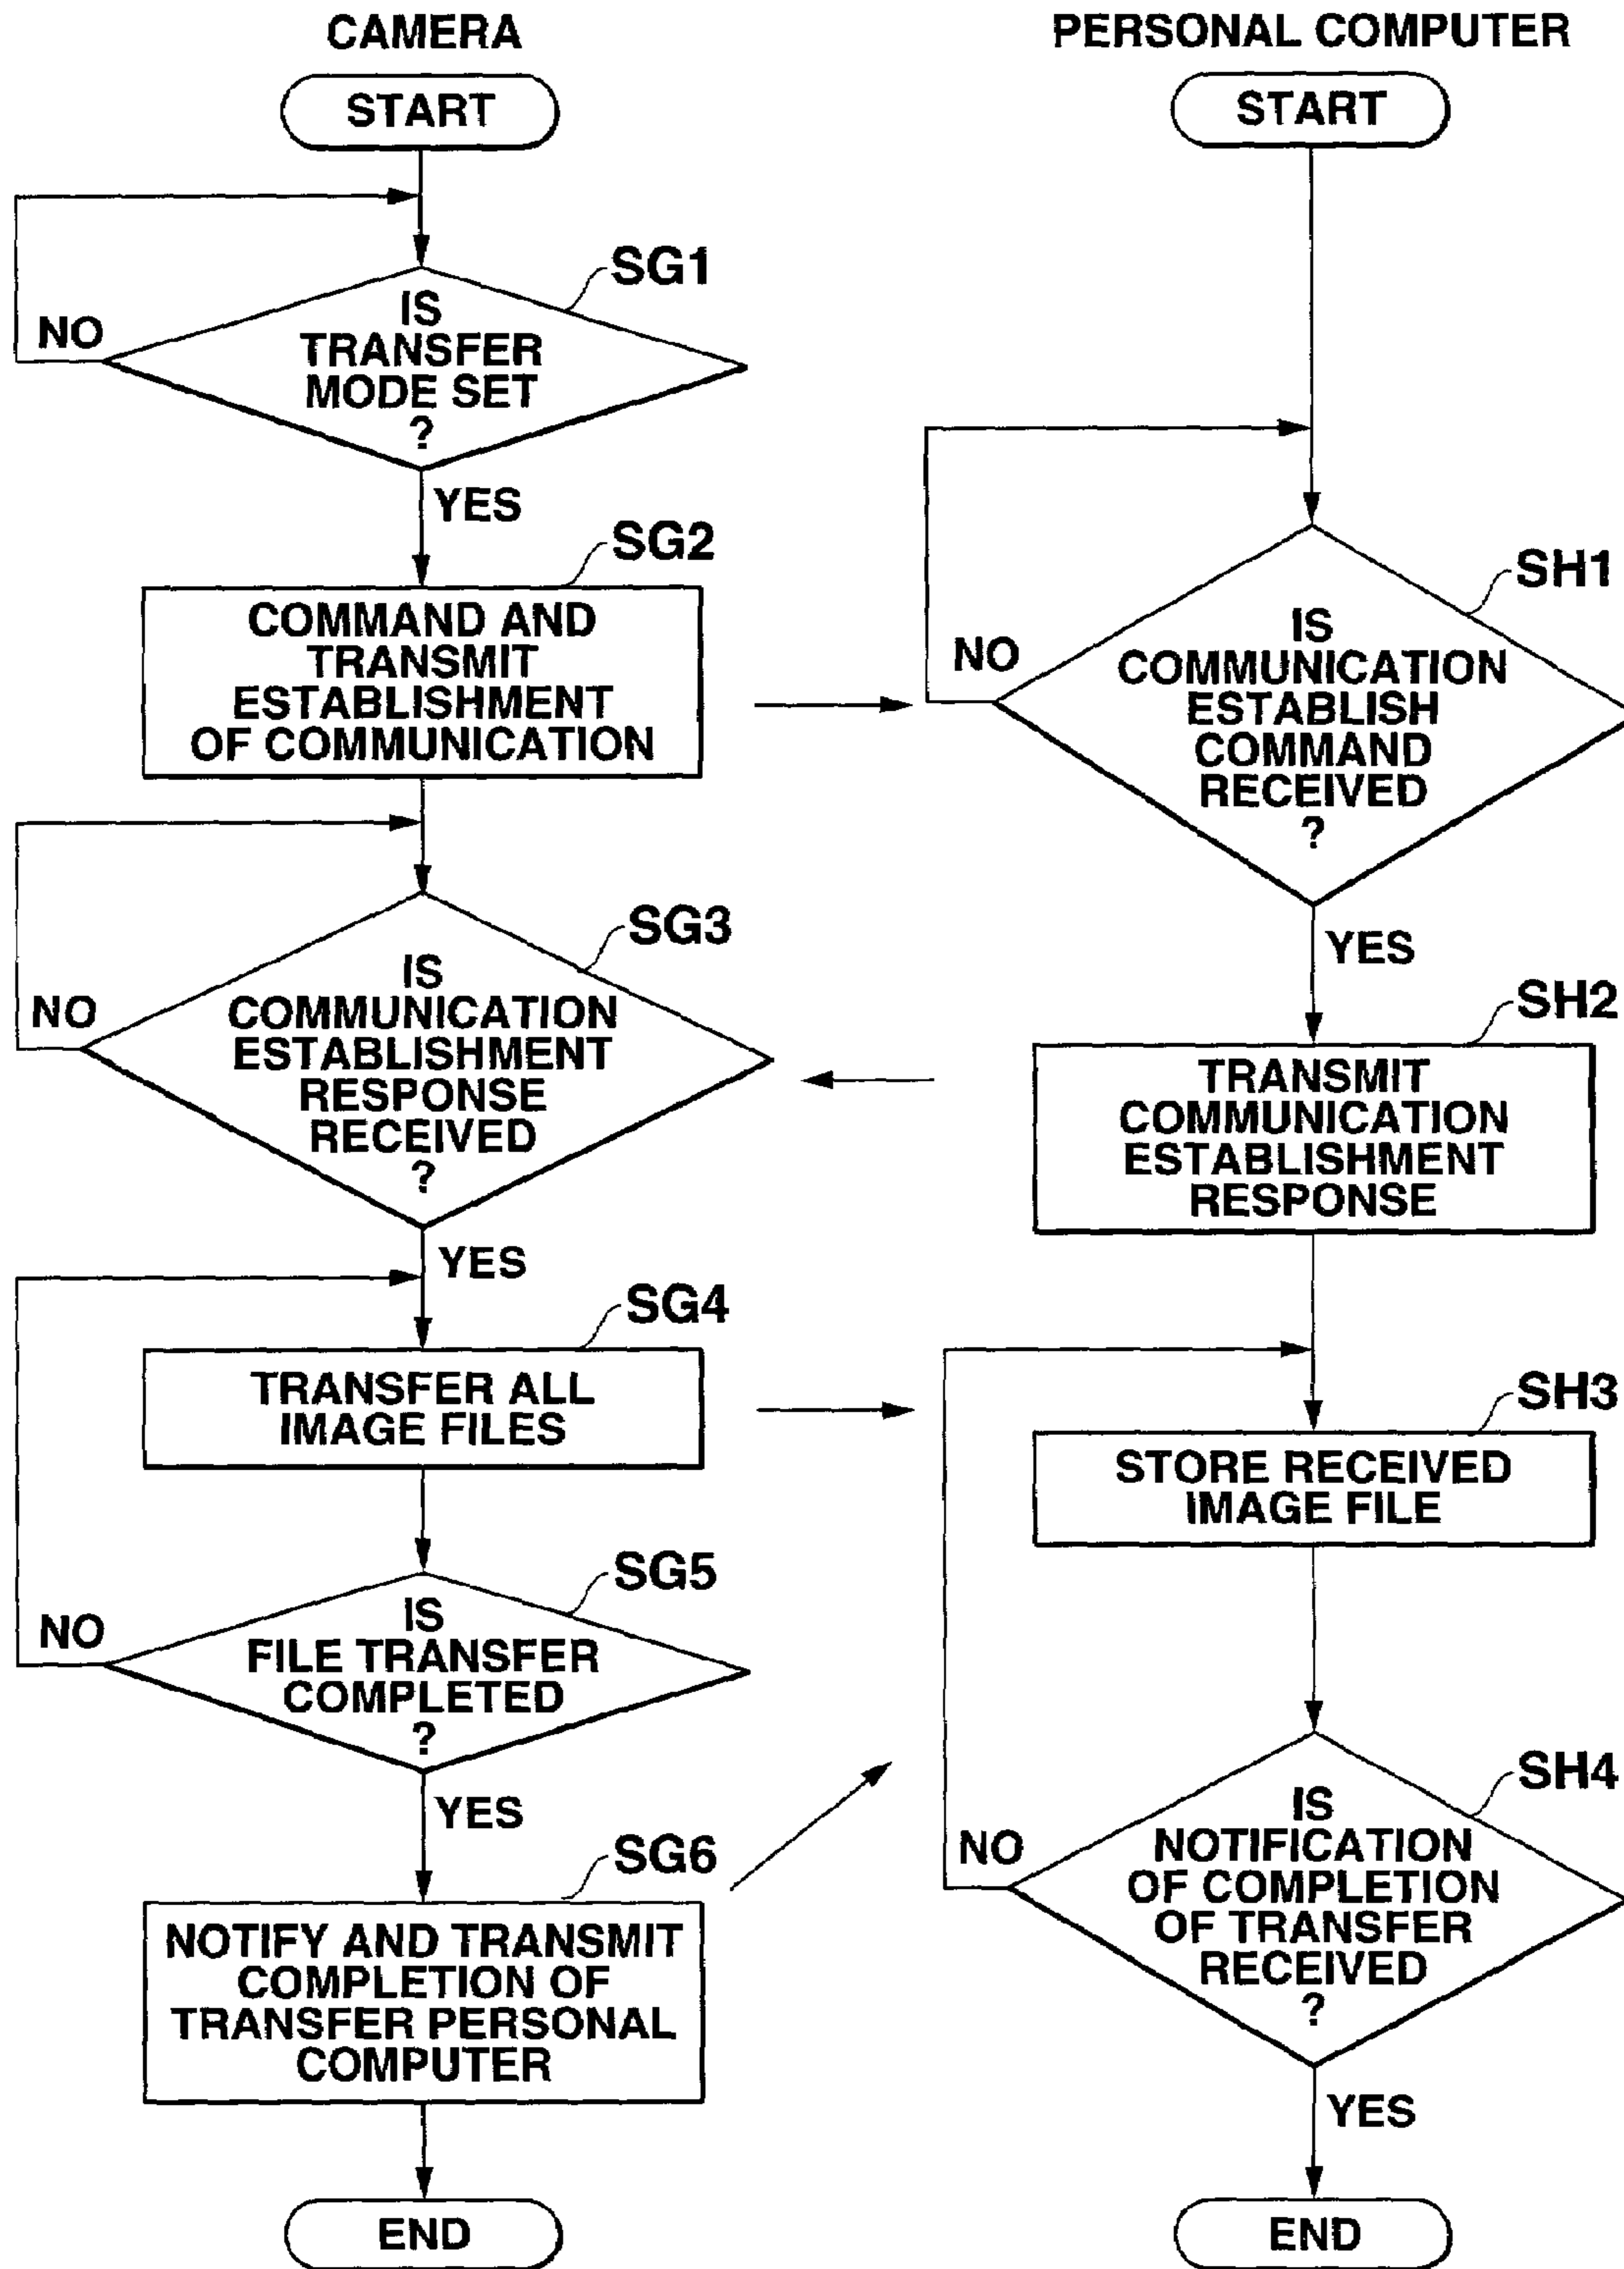 CAMERA
START
SG1
IS
TRANSFER
MODE SET
?
NO
YES
SG2
COMMAND AND
TRANSMIT
ESTABLISHMENT
OF COMMUNICATION
SG3
IS
COMMUNICATION
ESTABLISHMENT
RESPONSE
RECEIVED
?
NO
YES
SG4
TRANSFER ALL
IMAGE FILES
SG5
IS
FILE TRANSFER
COMPLETED
?
NO
YES
SG6
NOTIFY AND TRANSMIT
COMPLETION OF
TRANSFER PERSONAL
COMPUTER
END
PERSONAL COMPUTER
START
SH1
IS
COMMUNICATION
ESTABLISH
COMMAND
RECEIVED
?
NO
YES
SH2
TRANSMIT
COMMUNICATION
ESTABLISHMENT
RESPONSE
SH3
STORE RECEIVED
IMAGE FILE
SH4
IS
NOTIFICATION
OF COMPLETION
OF TRANSFER
RECEIVED
?
NO
YES
END